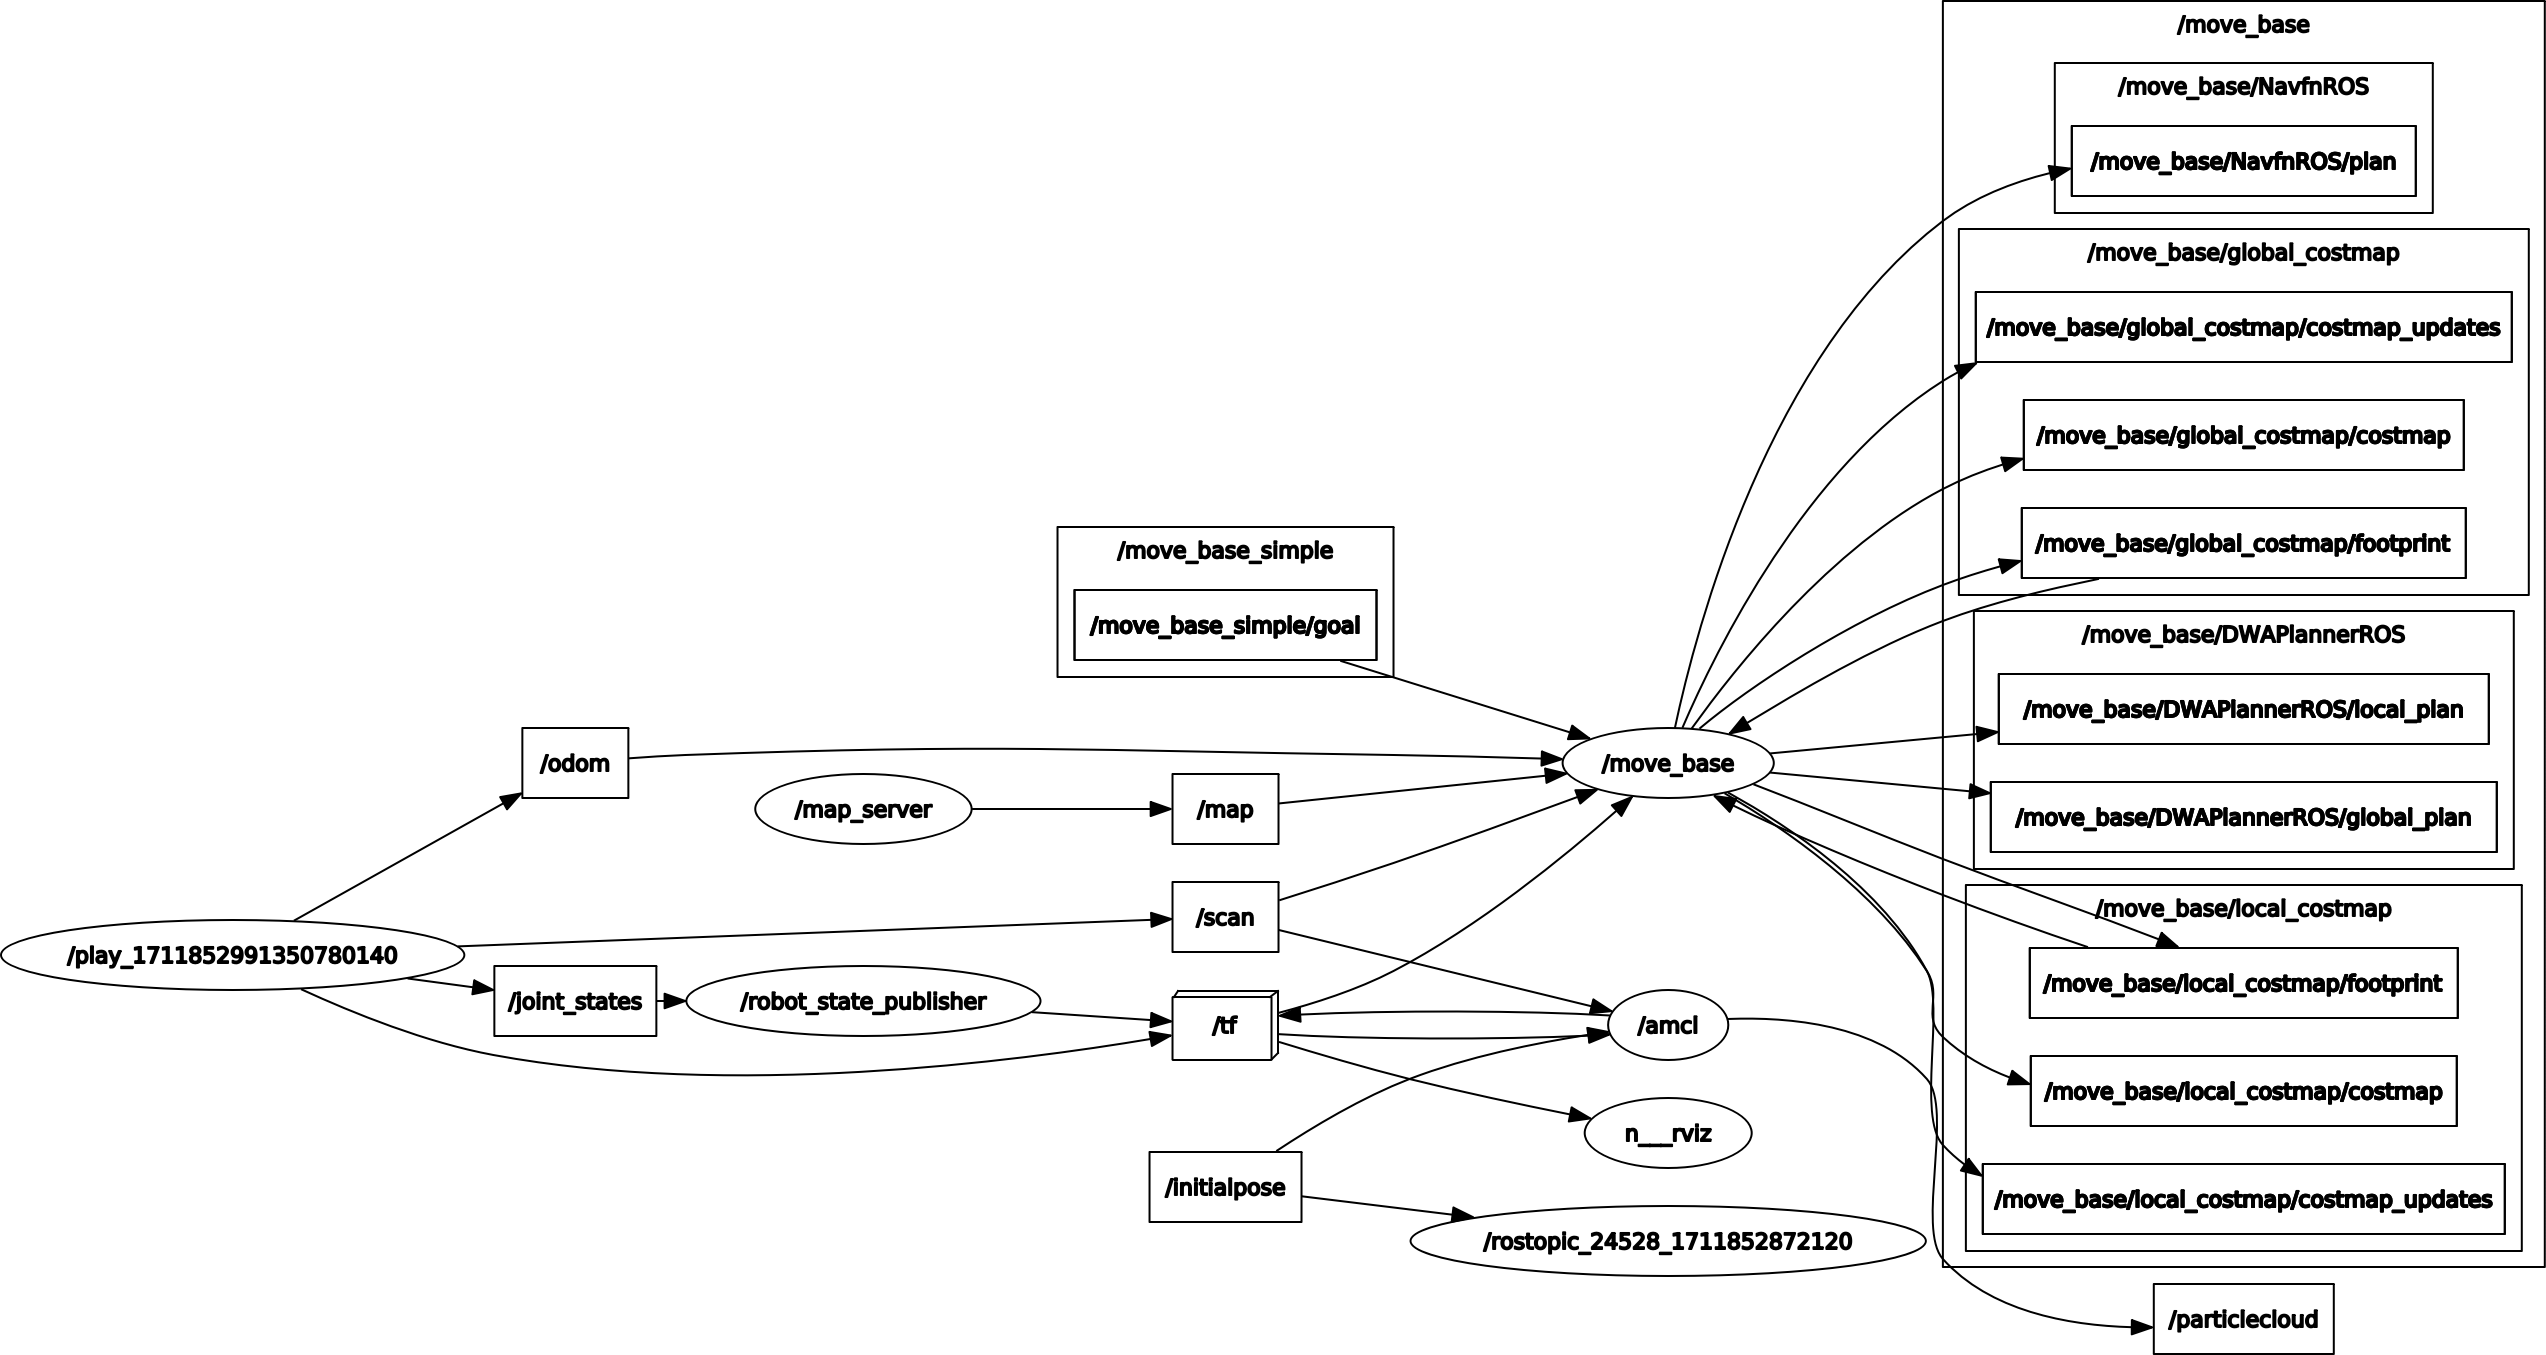 /move_base
/move_base/NavfnROS
/move_base/NavfnROS/plan
/move_base/global_costmap
/move_base/global_costmap/costmap_updates
/move_base/global_costmap/costmap
/move_base/global_costmap/footprint
/move_base_simple
/move_base_simple/goal
/move_base/DWAPlannerROS
/move_base/DWAPlannerROS/local_plan
/odom
/move_base
/map_server
/map
/move_base/DWAPlannerROS/global_plan
/scan
/move_base/local_costmap
/play_1711852991350780140
/joint_states
/robot_state_publisher
/tf
/amcl
/move_base/local_costmap/footprint
/move_base/local_costmap/costmap
n___rviz
/initialpose
/move_base/local_costmap/costmap_updates
/rostopic_24528_1711852872120
/particlecloud